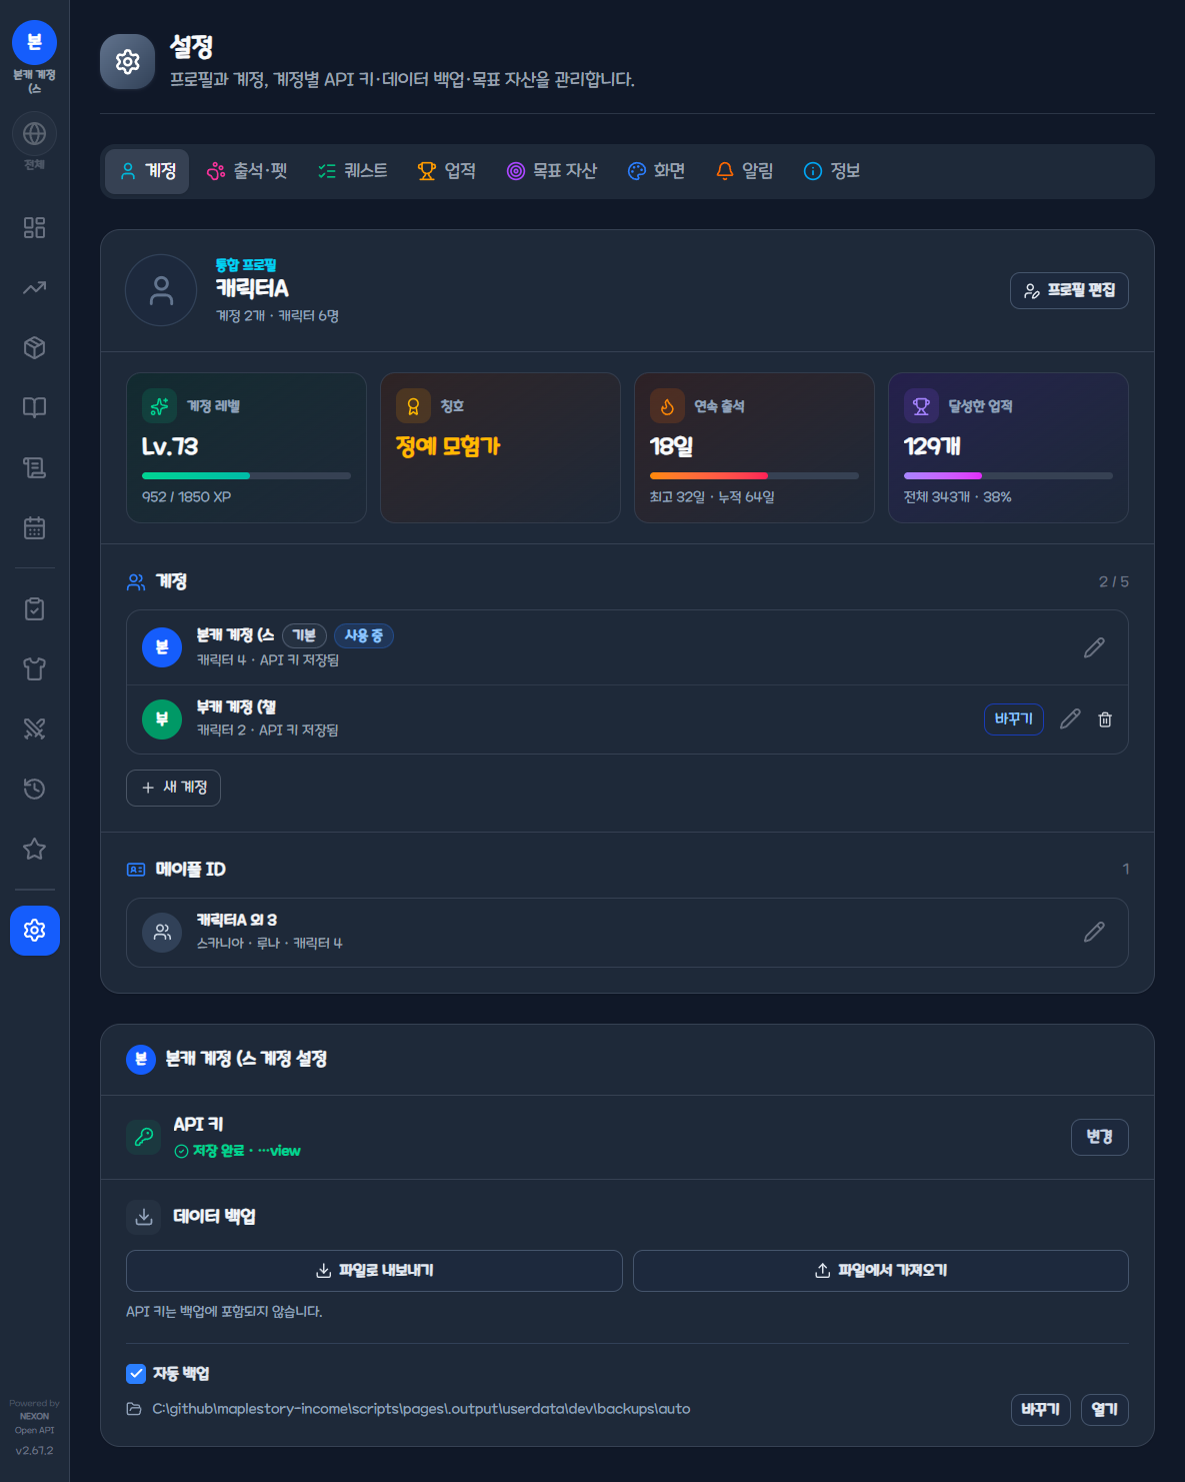 본
본캐 계정
(스
전체
Powered by
NEXON
Open API
v2.67.2
설정
프로필과 계정, 계정별 API 키·데이터 백업·목표 자산을 관리합니다.
계정
출석·펫
퀘스트
업적
목표 자산
화면
알림
정보
통합 프로필
캐릭터A
계정 2개 · 캐릭터 6명
프로필 편집
계정 레벨
Lv.73
952 / 1850 XP
칭호
정예 모험가
연속 출석
18일
최고 32일 · 누적 64일
달성한 업적
129개
전체 343개 · 38%
계정
2 / 5
본
본캐 계정 (스 기본 사용 중
캐릭터 4 · API 키 저장됨
부
부캐 계정 (챌
캐릭터 2 · API 키 저장됨
바꾸기
새 계정
메이플 ID
1
캐릭터A 외 3
스카니아 · 루나 · 캐릭터 4
본
본캐 계정 (스 계정 설정
API 키
저장 완료 · ···view
변경
데이터 백업
파일로 내보내기
파일에서 가져오기
API 키는 백업에 포함되지 않습니다.
자동 백업
C:\github\maplestory-income\scripts\pages\.output\userdata\dev\backups\auto
바꾸기
열기